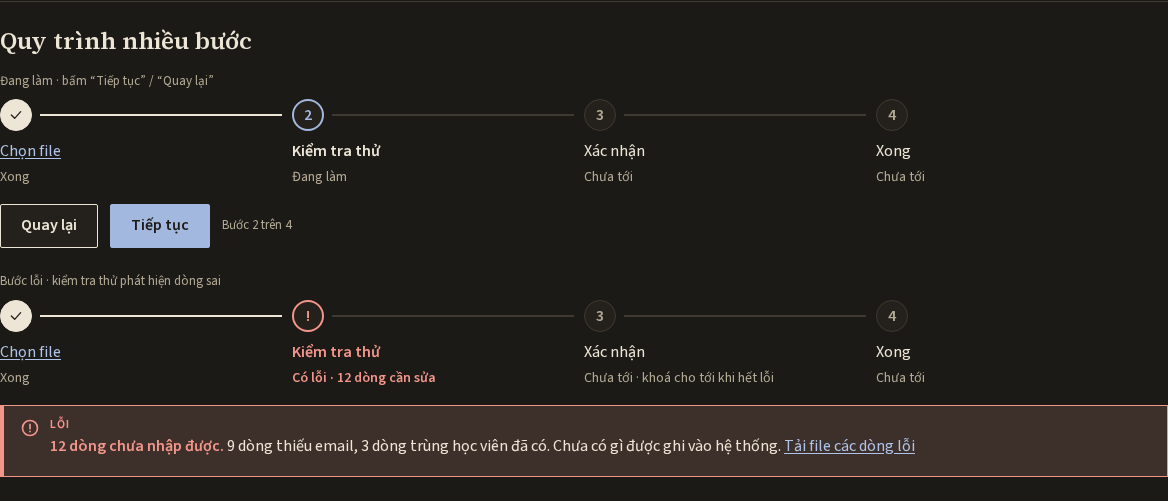 Quy trình nhiều bước
Đang làm · bấm “Tiếp tục” / “Quay lại”
2
3
4
Chọn file
Kiểm tra thử
Xác nhận
Xong
Xong
Đang làm
Chưa tới
Chưa tới
Quay lại
Tiếp tục
Bước 2 trên 4
Bước lỗi · kiểm tra thử phát hiện dòng sai
!
3
4
Chọn file
Kiểm tra thử
Xác nhận
Xong
Xong
Có lỗi · 12 dòng cần sửa
Chưa tới · khoá cho tới khi hết lỗi
Chưa tới
LỖI
12 dòng chưa nhập được. 9 dòng thiếu email, 3 dòng trùng học viên đã có. Chưa có gì được ghi vào hệ thống. Tải file các dòng lỗi